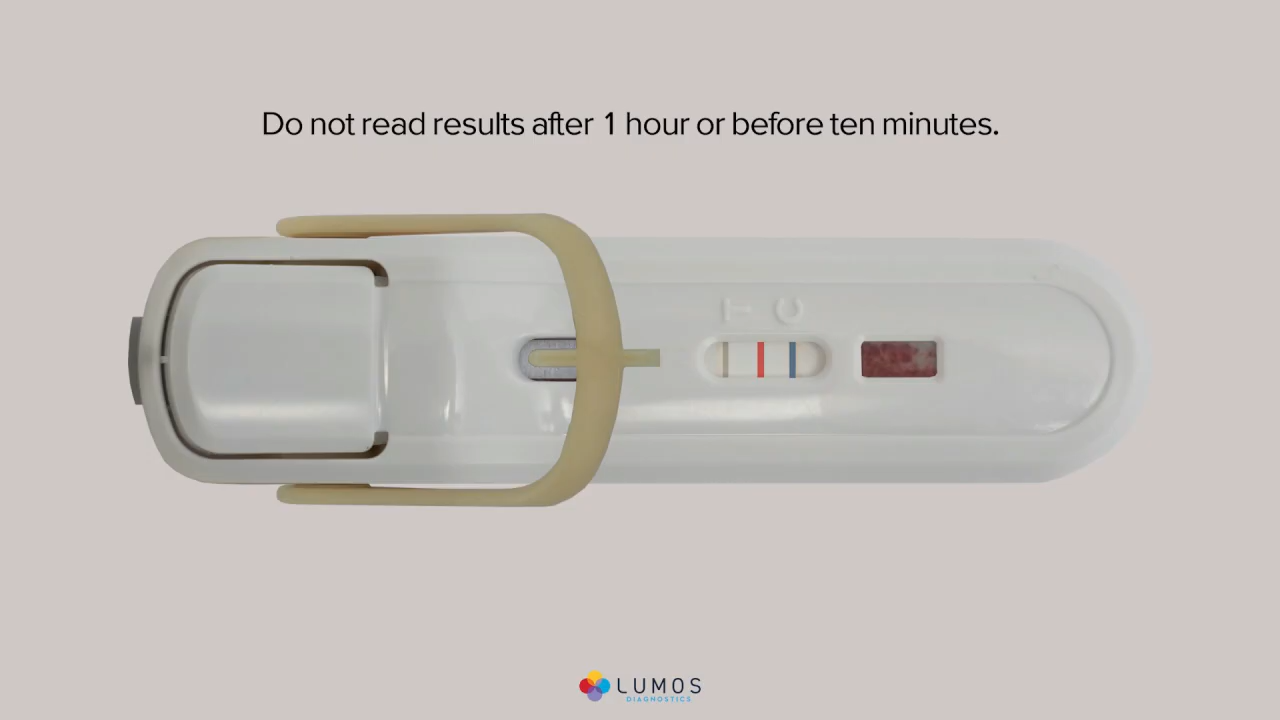 Do not read results after 1 hour or before ten minutes.
T C
LUMOS
DIAGNOSTICS